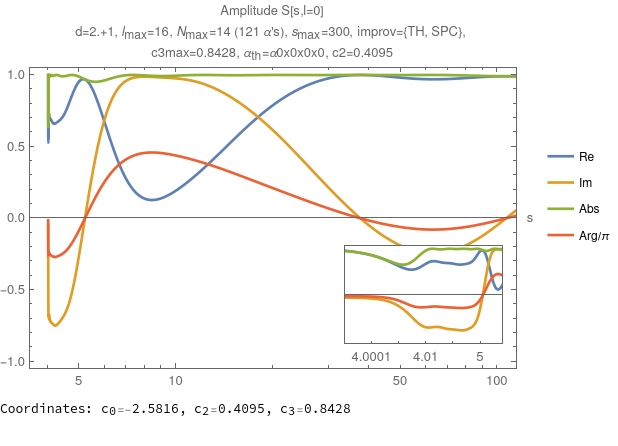 Amplitude S[s,l=0]
d=2.+1, lmax=16, Nmax=14 (121 α's), smax=300, improv={TH, SPC},
c3max=0.8428, αth=α0x0x0x0, c2=0.4095
1.0
0.5
0.0
-0.5
-1.0
5
10
50
100
s
Re
Im
Abs
Arg/π
4.0001
4.01
5
Coordinates: c0=-2.5816, c2=0.4095, c3=0.8428